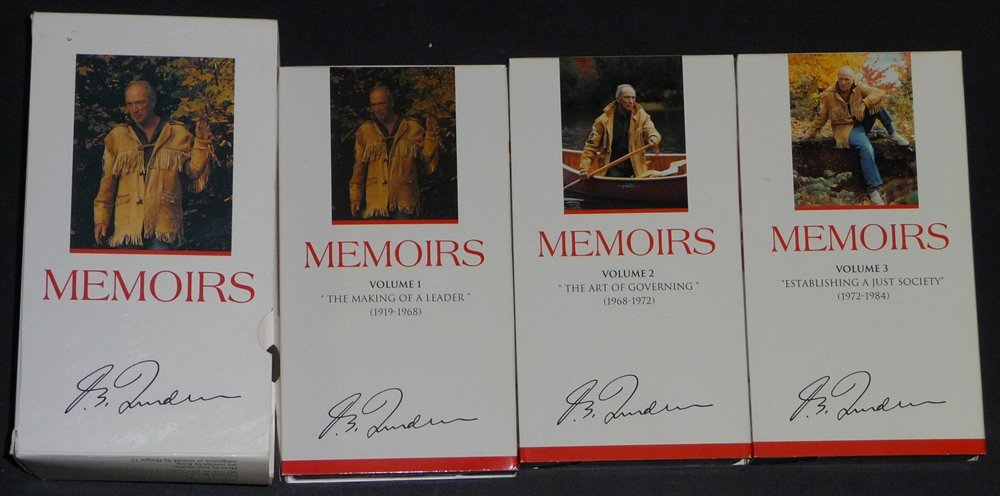 MEMOIRS
MEMOIRS
VOLUME 1
" THE MAKING OF A LEADER "
(1919-1968)
MEMOIRS
VOLUME 2
" THE ART OF GOVERNING "
(1968-1972)
MEMOIRS
VOLUME 3
"ESTABLISHING A JUST SOCIETY"
(1972-1984)